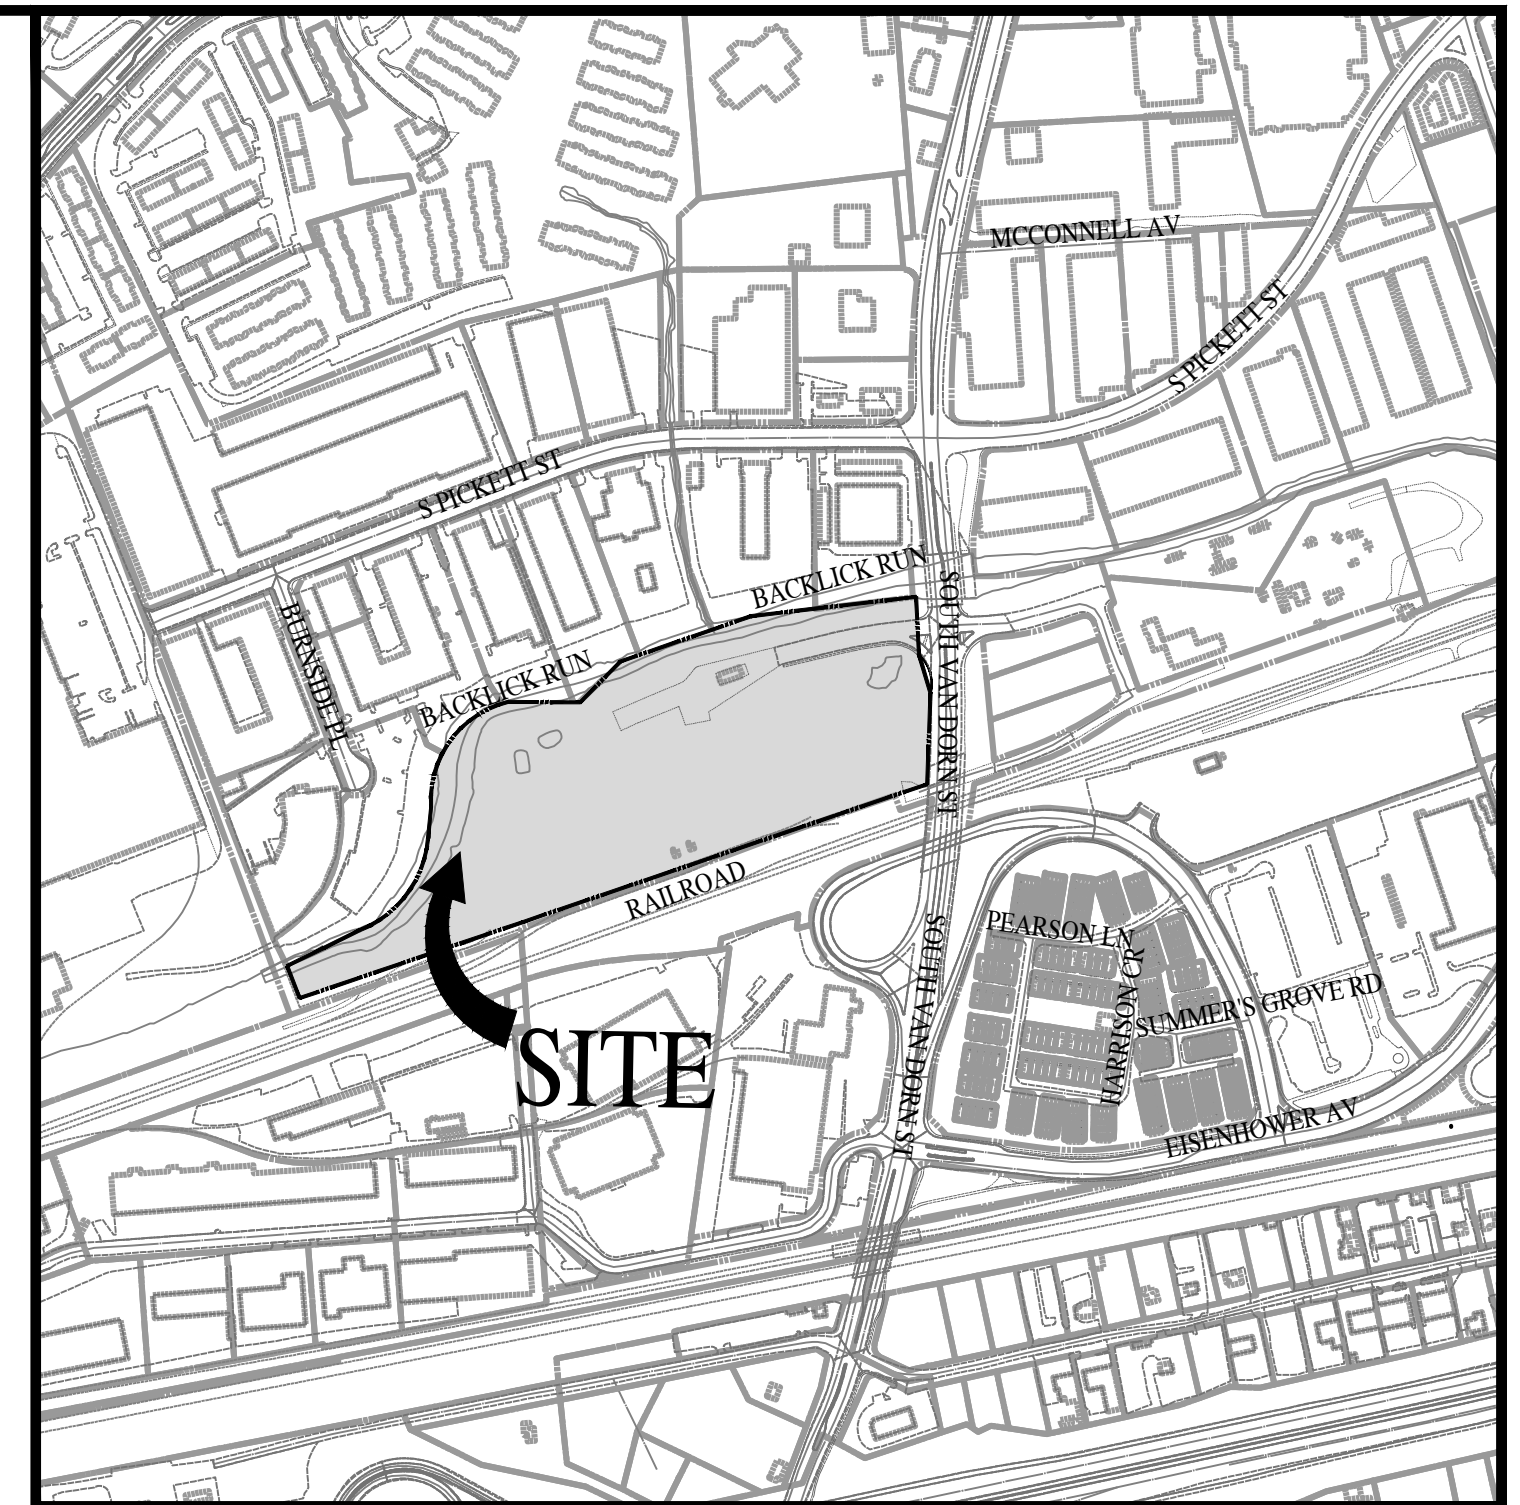 MCCONNELL AV
S PICKETT ST
S PICKETT ST
BACKLICK RUN
SOUTH VAN DORN ST
BURNSIDE PL
BACKLICK RUN
RAILROAD
PEARSON LN
HARRISON CR
SUMMER'S GROVE RD
SOUTH VAN DORN ST
SITE
EISENHOWER AV